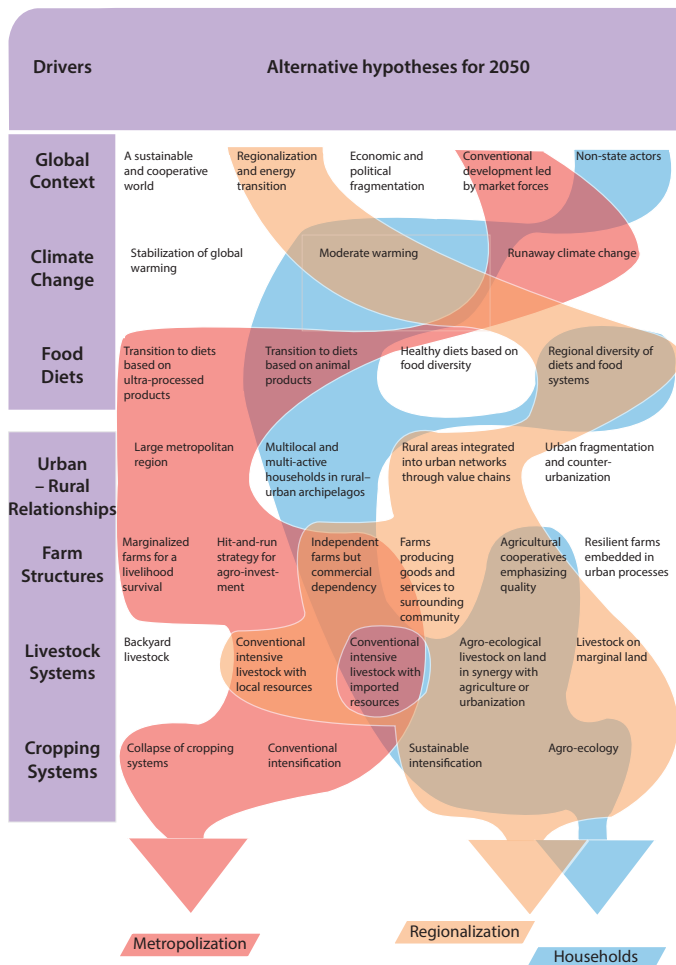 Drivers
Alternative hypotheses for 2050
Global
Context
A sustainable
and cooperative
world
Regionalization
and energy
transition
Economic and
political
fragmentation
Conventional
development led
by market forces
Non-state actors
Climate
Change
Stabilization of global
warming
Moderate warming
Runaway climate change
Food
Diets
Transition to diets
based on
ultra-processed
products
Transition to diets
based on animal
products
Healthy diets based on
food diversity
Regional diversity of
diets and food
systems
Urban
– Rural
Relationships
Large metropolitan
region
Multilocal and
multi-active
households in rural–
urban archipelagos
Rural areas integrated
into urban networks
through value chains
Urban fragmentation
and counter-
urbanization
Farm
Structures
Marginalized
farms for a
livelihood
survival
Hit-and-run
strategy for
agro-invest-
ment
Independent
farms but
commercial
dependency
Farms
producing
goods and
services to
surrounding
community
Agricultural
cooperatives
emphasizing
quality
Resilient farms
embedded in
urban processes
Livestock
Systems
Backyard
livestock
Conventional
intensive
livestock with
local resources
Conventional
intensive
livestock with
imported
resources
Agro-ecological
livestock on land
in synergy with
agriculture or
urbanization
Livestock on
marginal land
Cropping
Systems
Collapse of cropping
systems
Conventional
intensification
Sustainable
intensification
Agro-ecology
Metropolization
Regionalization
Households